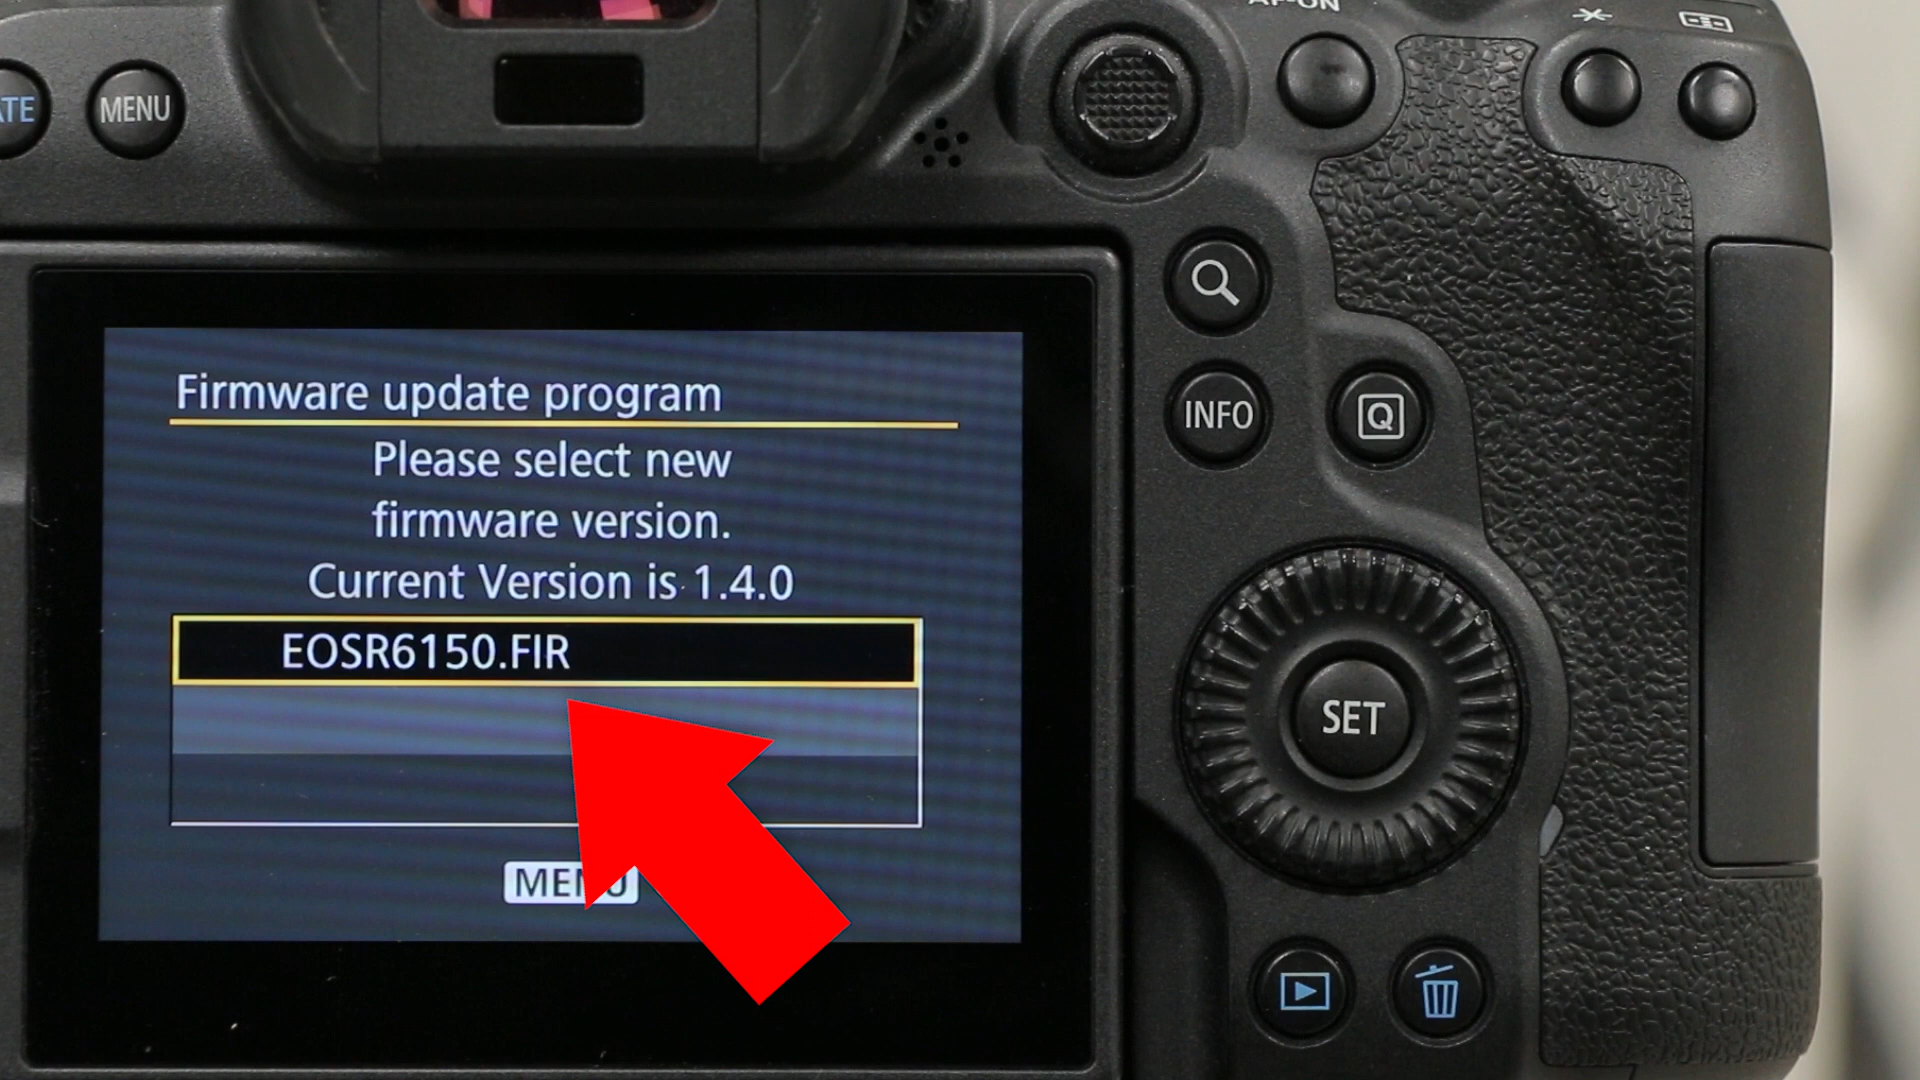 AF-ON
ATE
MENU
Firmware update program
Please select new
firmware version.
Current Version is 1.4.0
EOSR6150.FIR
MENU
INFO
Q
SET